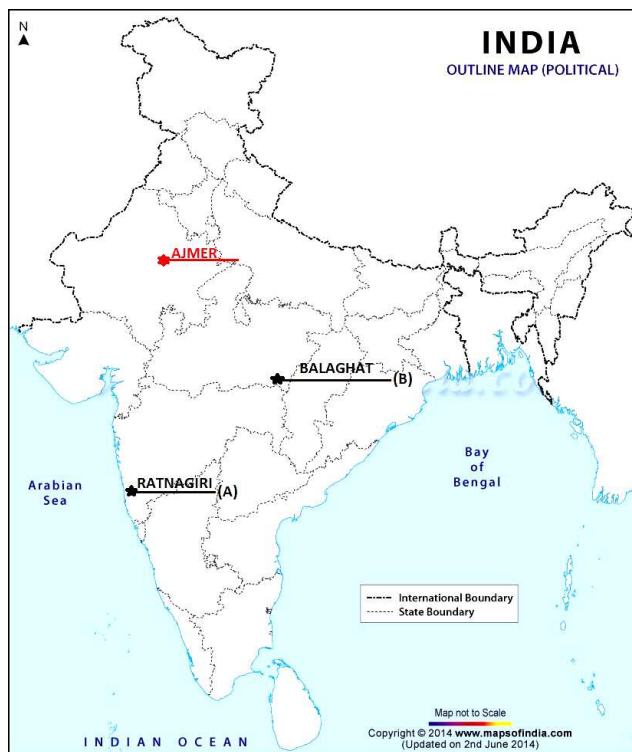 N
INDIA
OUTLINE MAP (POLITICAL)
AJMER
BALAGHAT
(B)
RATNAGIRI
(A)
Arabian
Sea
Bay
of
Bengal
International Boundary
State Boundary
Map not to Scale
Copyright © 2014 www.mapsofindia.com
(Updated on 2nd June 2014)
INDIAN OCEAN